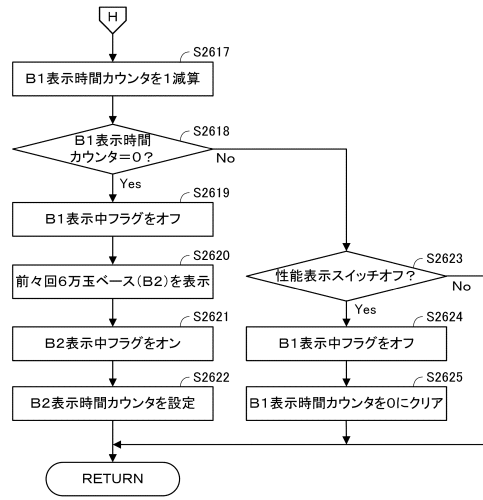 H
S2617
B1表示時間カウンタを1減算
S2618
B1表示時間
カウンタ=0?
No
Yes
S2619
B1表示中フラグをオフ
S2620
前々回6万玉ベース(B2)を表示
S2621
B2表示中フラグをオン
S2622
B2表示時間カウンタを設定
S2623
性能表示スイッチオフ?
No
Yes
S2624
B1表示中フラグをオフ
S2625
B1表示時間カウンタを0にクリア
RETURN